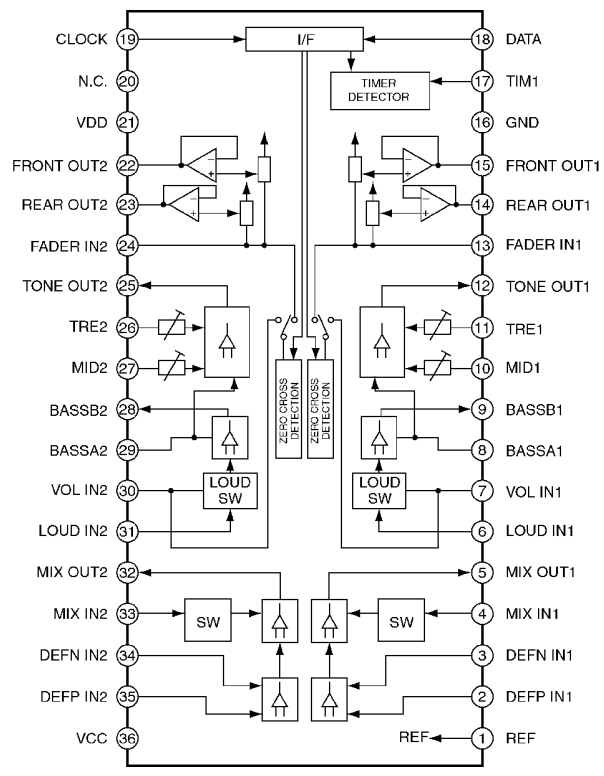 CLOCK 19 I/F 18 DATA
N.C. 20 TIMER DETECTOR 17 TIM1
VDD 21 16 GND
FRONT OUT2 22 − + − + 15 FRONT OUT1
REAR OUT2 23 − + − + 14 REAR OUT1
FADER IN2 24 13 FADER IN1
TONE OUT2 25 12 TONE OUT1
TRE2 26 11 TRE1
MID2 27 10 MID1
ZERO CROSS DETECTION ZERO CROSS DETECTION
BASSB2 28 9 BASSB1
BASSA2 29 8 BASSA1
VOL IN2 30 LOUD SW LOUD SW 7 VOL IN1
LOUD IN2 31 6 LOUD IN1
MIX OUT2 32 5 MIX OUT1
MIX IN2 33 SW SW 4 MIX IN1
DEFN IN2 34 3 DEFN IN1
DEFP IN2 35 2 DEFP IN1
VCC 36 REF 1 REF